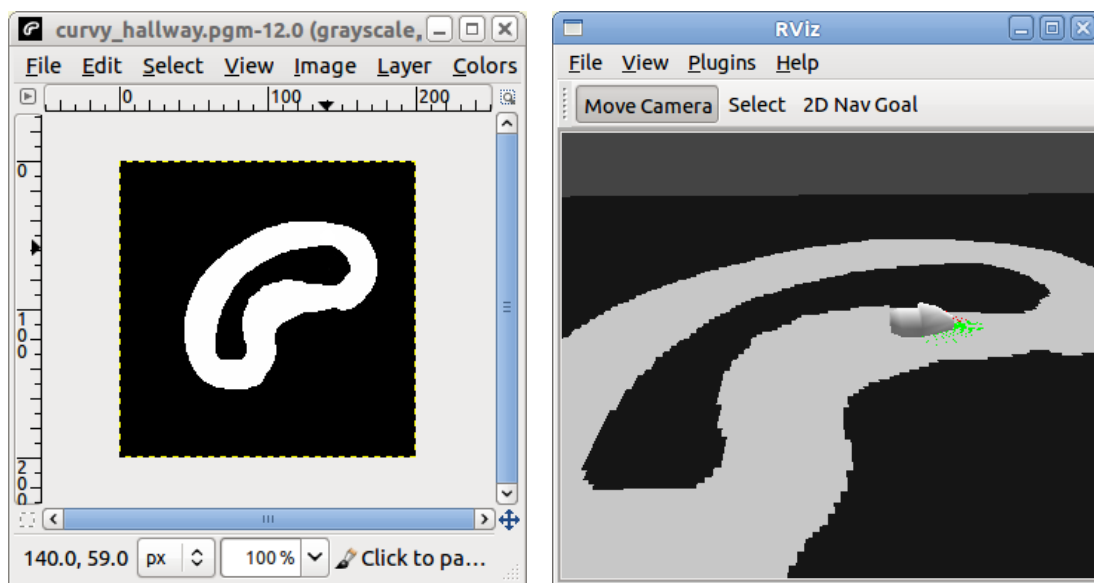 curvy_hallway.pgm-12.0 (grayscale,
File Edit Select View Image Layer Colors
0 100 200
0
100
200
140.0, 59.0 px 100 % Click to pa...
RViz
File View Plugins Help
Move Camera Select 2D Nav Goal